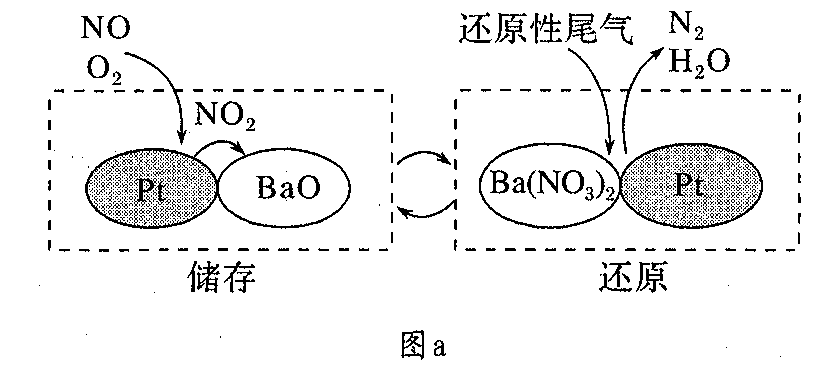 NO
O₂
NO₂
Pt
BaO
储存
还原性尾气
N₂
H₂O
Ba(NO₃)₂
Pt
还原
图a